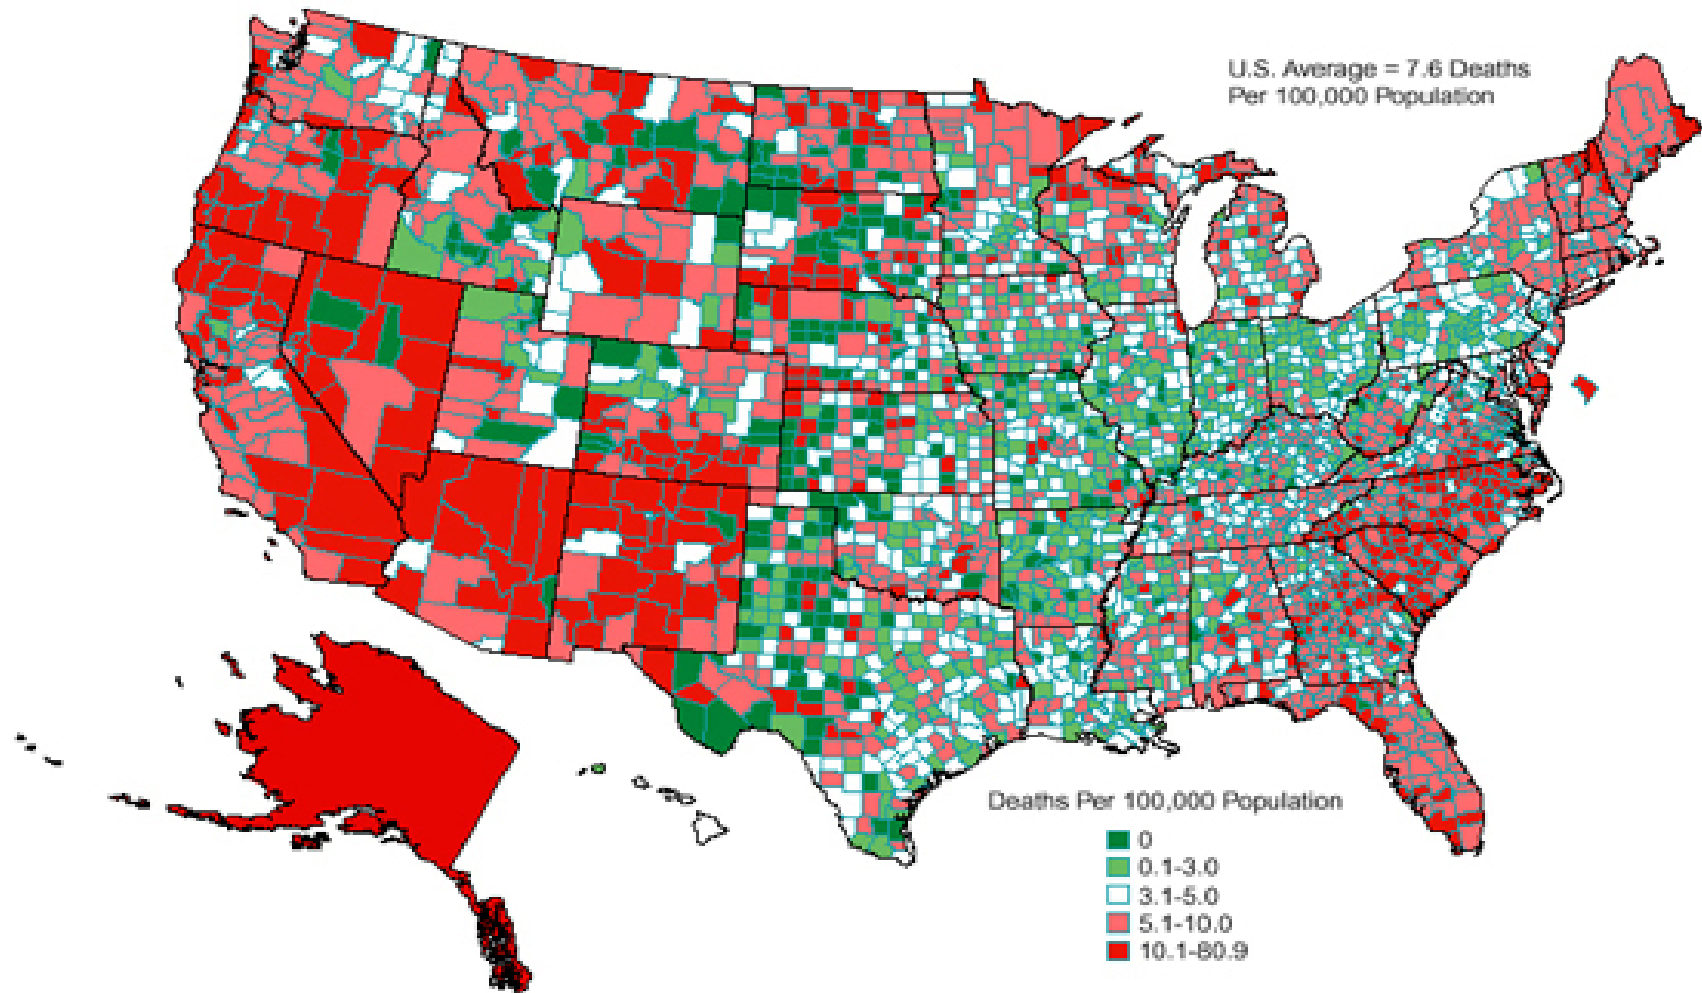 U.S. Average = 7.6 Deaths
Per 100,000 Population
Deaths Per 100,000 Population
0
0.1-3.0
3.1-5.0
5.1-10.0
10.1-80.9